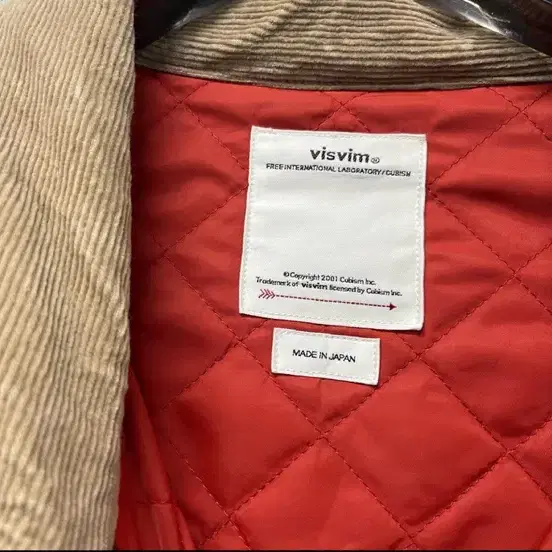 visvim®
FREE INTERNATIONAL LABORATORY/CUBISM
©Copyright 2001 Cubism Inc.
Trademark of visvim licensed by Cubism Inc.
MADE IN JAPAN